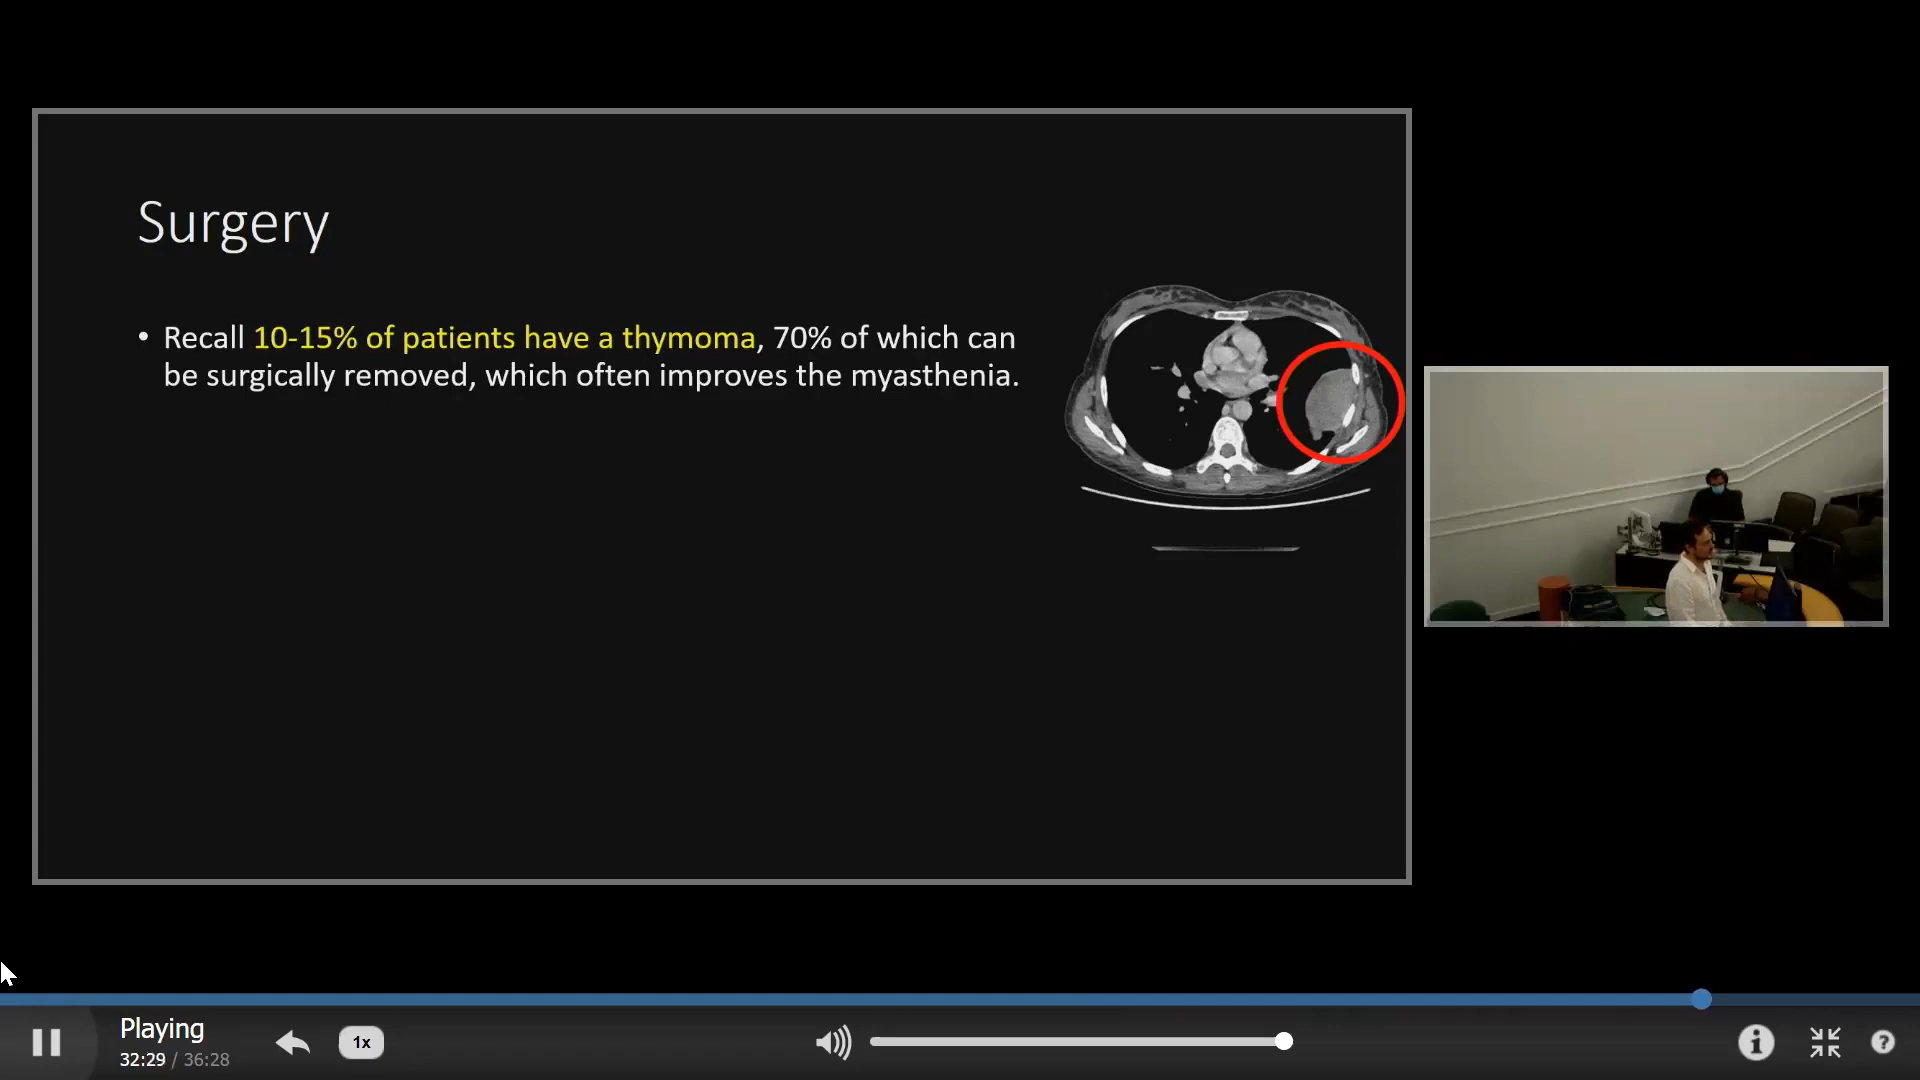 Surgery
• Recall 10-15% of patients have a thymoma, 70% of which can
be surgically removed, which often improves the myasthenia.
Playing
32:29 / 36:28
1x